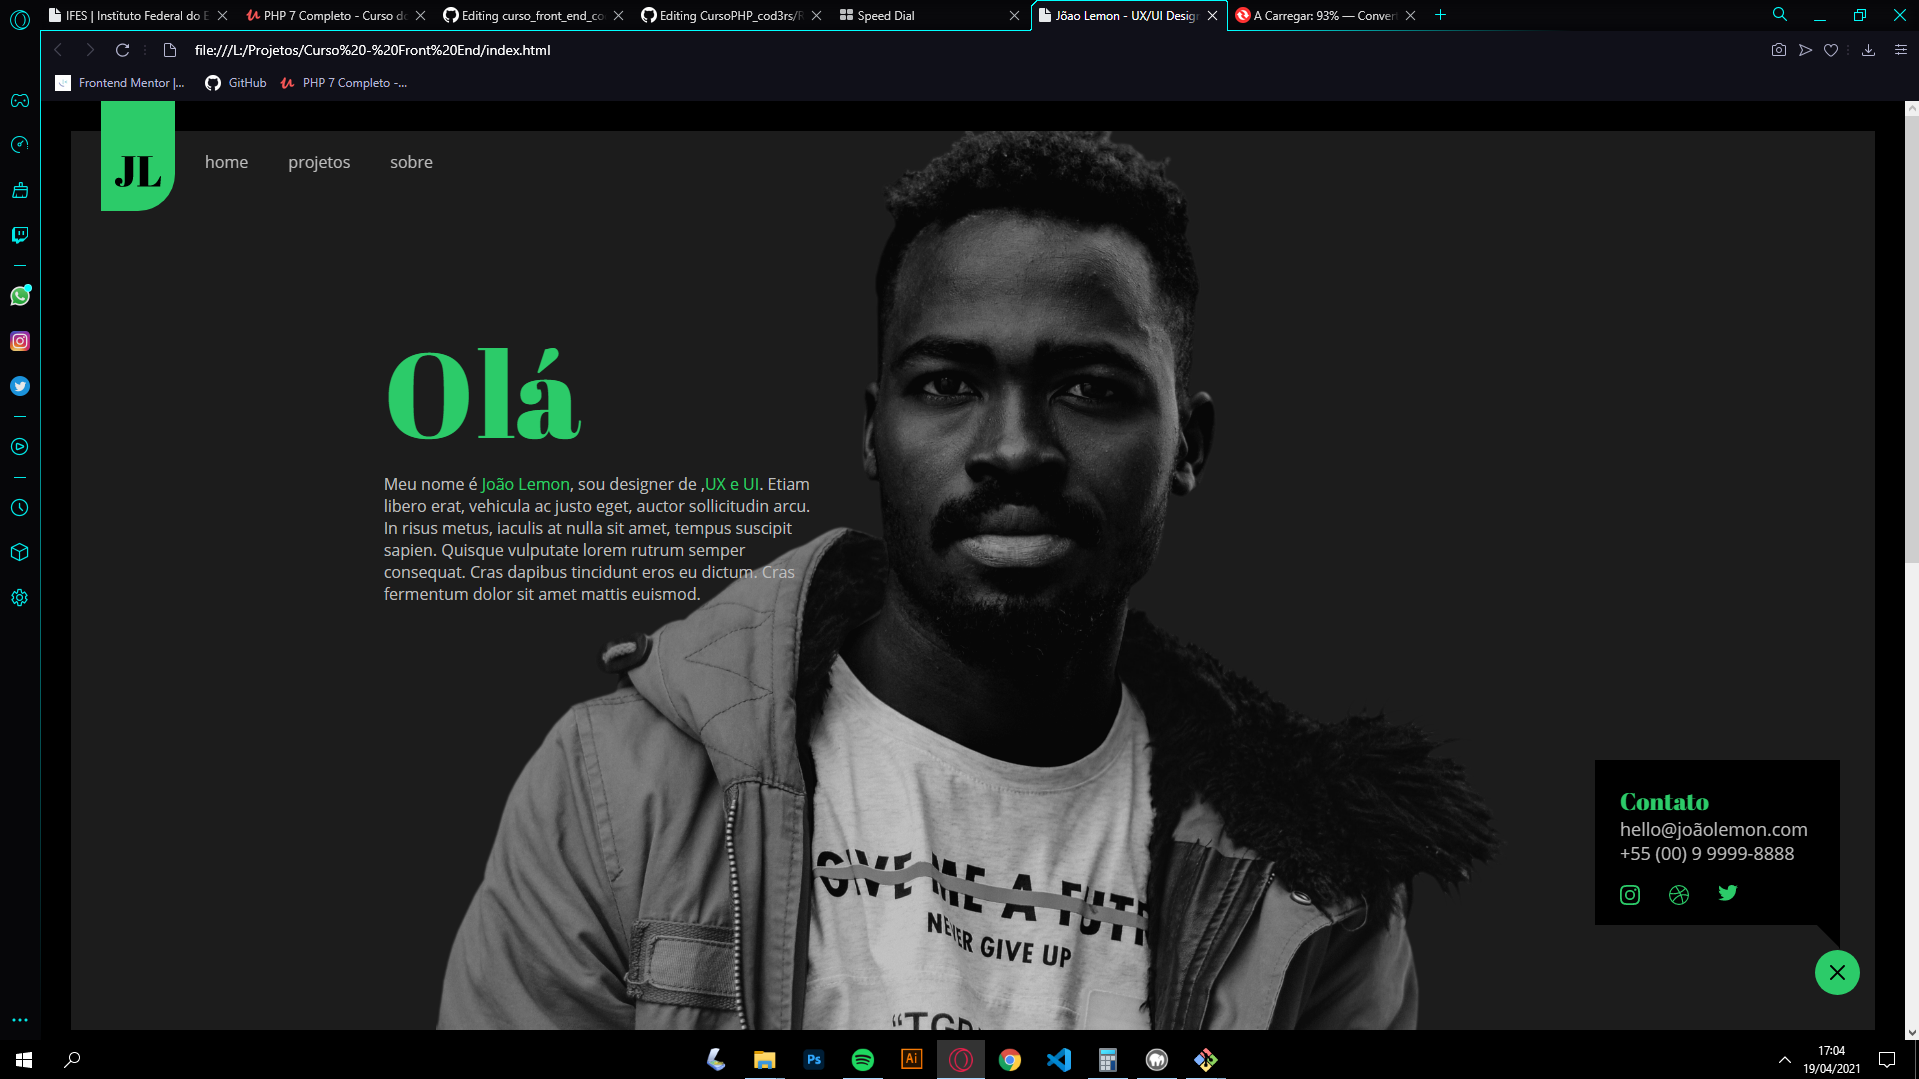 IFES | Instituto Federal do E
PHP 7 Completo - Curso do
Editing curso_front_end_co
Editing CursoPHP_cod3rs/R
Speed Dial
Jõao Lemon - UX/UI Design
A Carregar: 93% — Conver
file:///L:/Projetos/Curso%20-%20Front%20End/index.html
Frontend Mentor |...
GitHub
PHP 7 Completo -...
JL
home
projetos
sobre
Olá
Meu nome é João Lemon, sou designer de ,UX e UI. Etiam
libero erat, vehicula ac justo eget, auctor sollicitudin arcu.
In risus metus, iaculis at nulla sit amet, tempus suscipit
sapien. Quisque vulputate lorem rutrum semper
consequat. Cras dapibus tincidunt eros eu dictum. Cras
fermentum dolor sit amet mattis euismod.
GIVE ME A FUTU
NEVER GIVE UP
Contato
hello@joãolemon.com
+55 (00) 9 9999-8888
Ps
Ai
17:04
19/04/2021